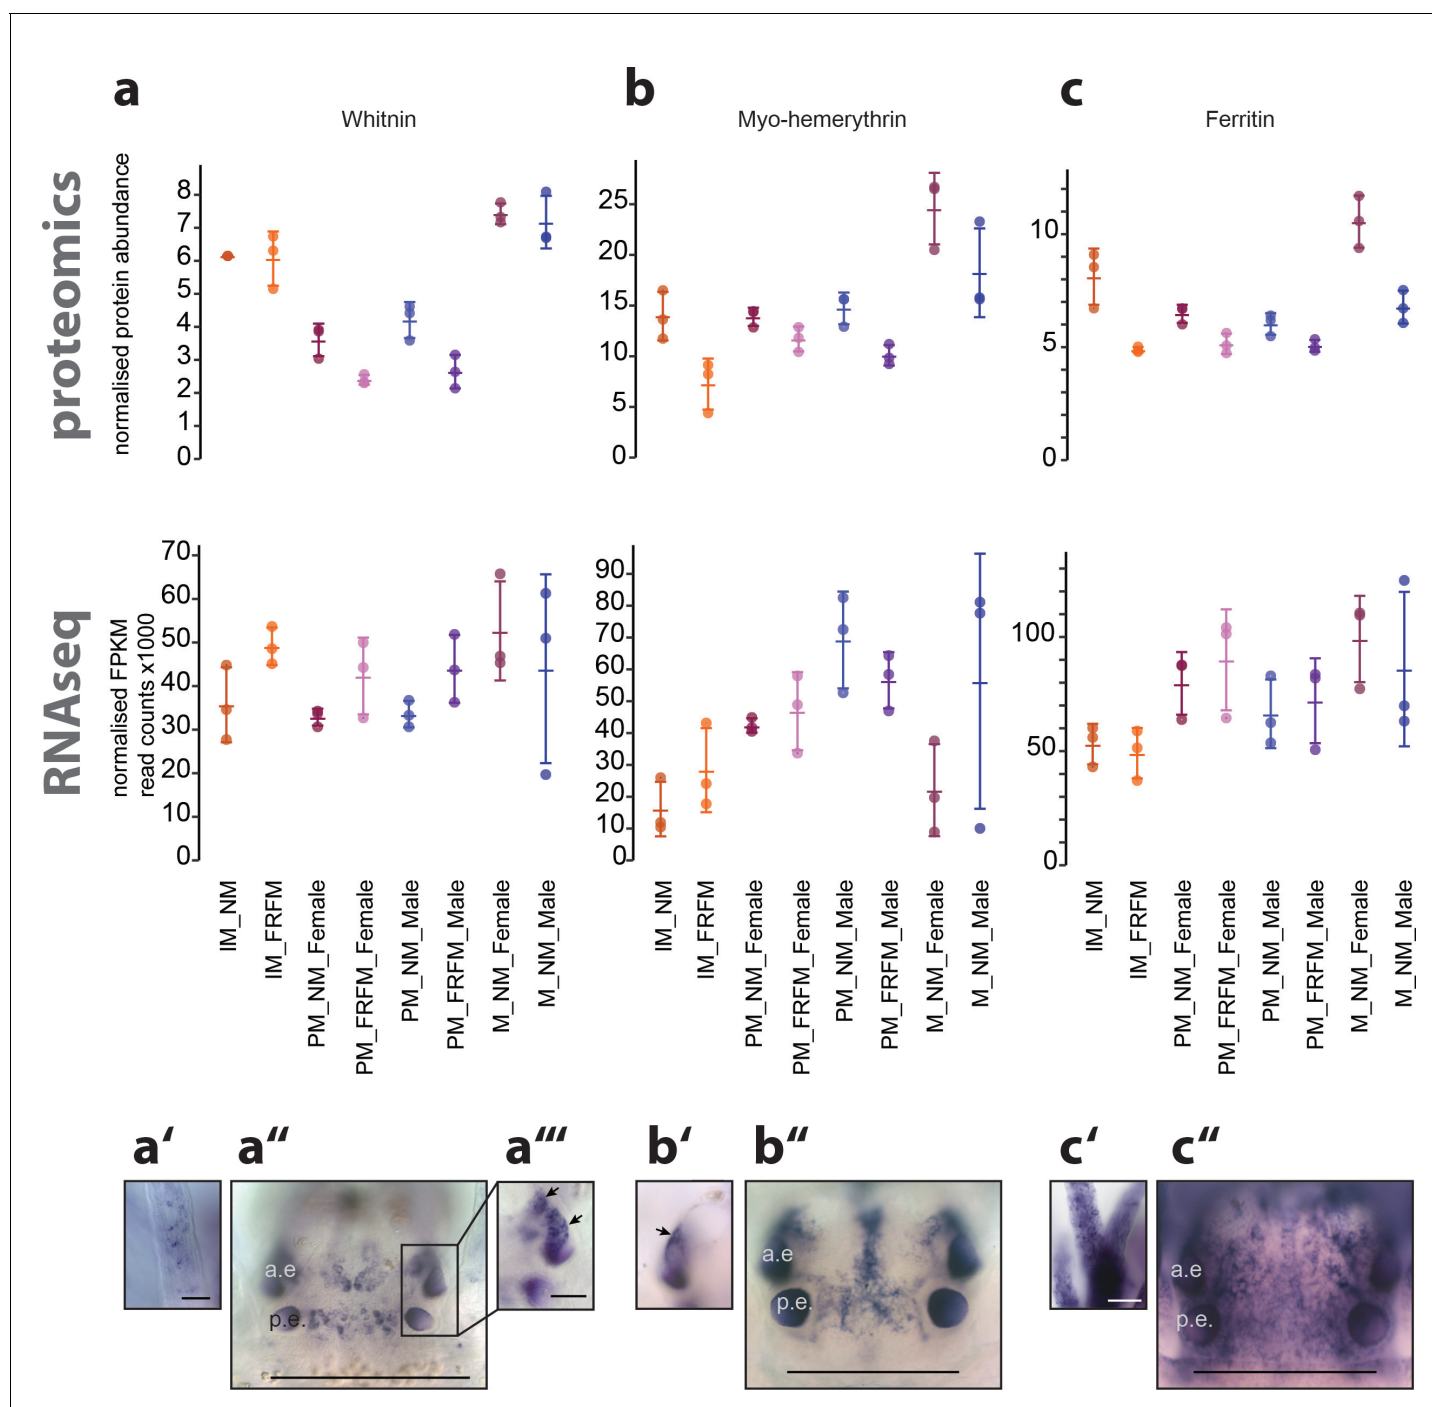 a
b
c
Whitnin
Myo-hemerythrin
Ferritin
proteomics
normalised protein abundance
8
7
6
5
4
3
2
1
0
25
20
15
10
5
0
10
5
0
RNAseq
normalised FPKM
read counts x1000
70
60
50
40
30
20
10
0
90
80
70
60
50
40
30
20
10
0
100
50
0
IM_NM
IM_FRFM
PM_NM_Female
PM_FRFM_Female
PM_NM_Male
PM_FRFM_Male
M_NM_Female
M_NM_Male
IM_NM
IM_FRFM
PM_NM_Female
PM_FRFM_Female
PM_NM_Male
PM_FRFM_Male
M_NM_Female
M_NM_Male
IM_NM
IM_FRFM
PM_NM_Female
PM_FRFM_Female
PM_NM_Male
PM_FRFM_Male
M_NM_Female
M_NM_Male
a‘
a‘‘
a‘‘‘
b‘
b‘‘
c‘
c‘‘
a.e
p.e.
a.e
p.e.
a.e
p.e.